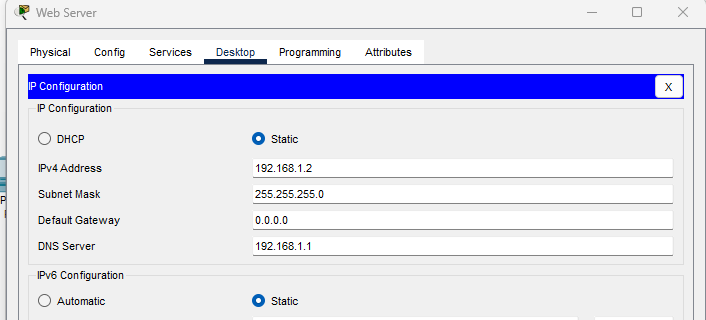 Web Server
Physical Config Services Desktop Programming Attributes
IP Configuration X
IP Configuration
DHCP Static
IPv4 Address 192.168.1.2
Subnet Mask 255.255.255.0
Default Gateway 0.0.0.0
DNS Server 192.168.1.1
IPv6 Configuration
Automatic Static